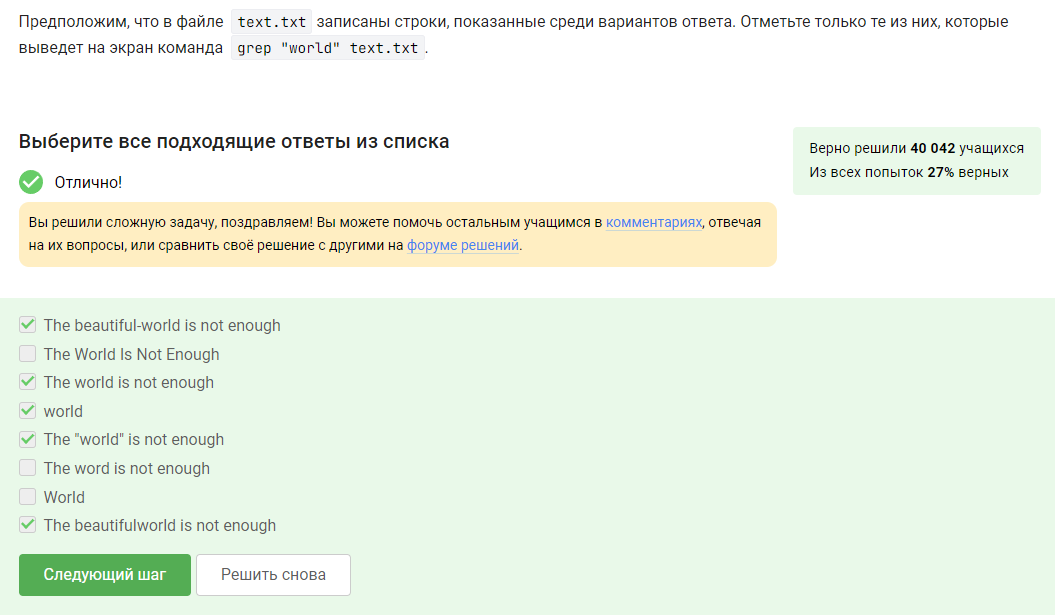 Предположим, что в файле text.txt записаны строки, показанные среди вариантов ответа. Отметьте только те из них, которые
выведет на экран команда grep "world" text.txt.
Выберите все подходящие ответы из списка
Верно решили 40 042 учащихся
Из всех попыток 27% верных
Отлично!
Вы решили сложную задачу, поздравляем! Вы можете помочь остальным учащимся в комментариях, отвечая
на их вопросы, или сравнить своё решение с другими на форуме решений.
The beautiful-world is not enough
The World Is Not Enough
The world is not enough
world
The "world" is not enough
The word is not enough
World
The beautifulworld is not enough
Следующий шаг
Решить снова